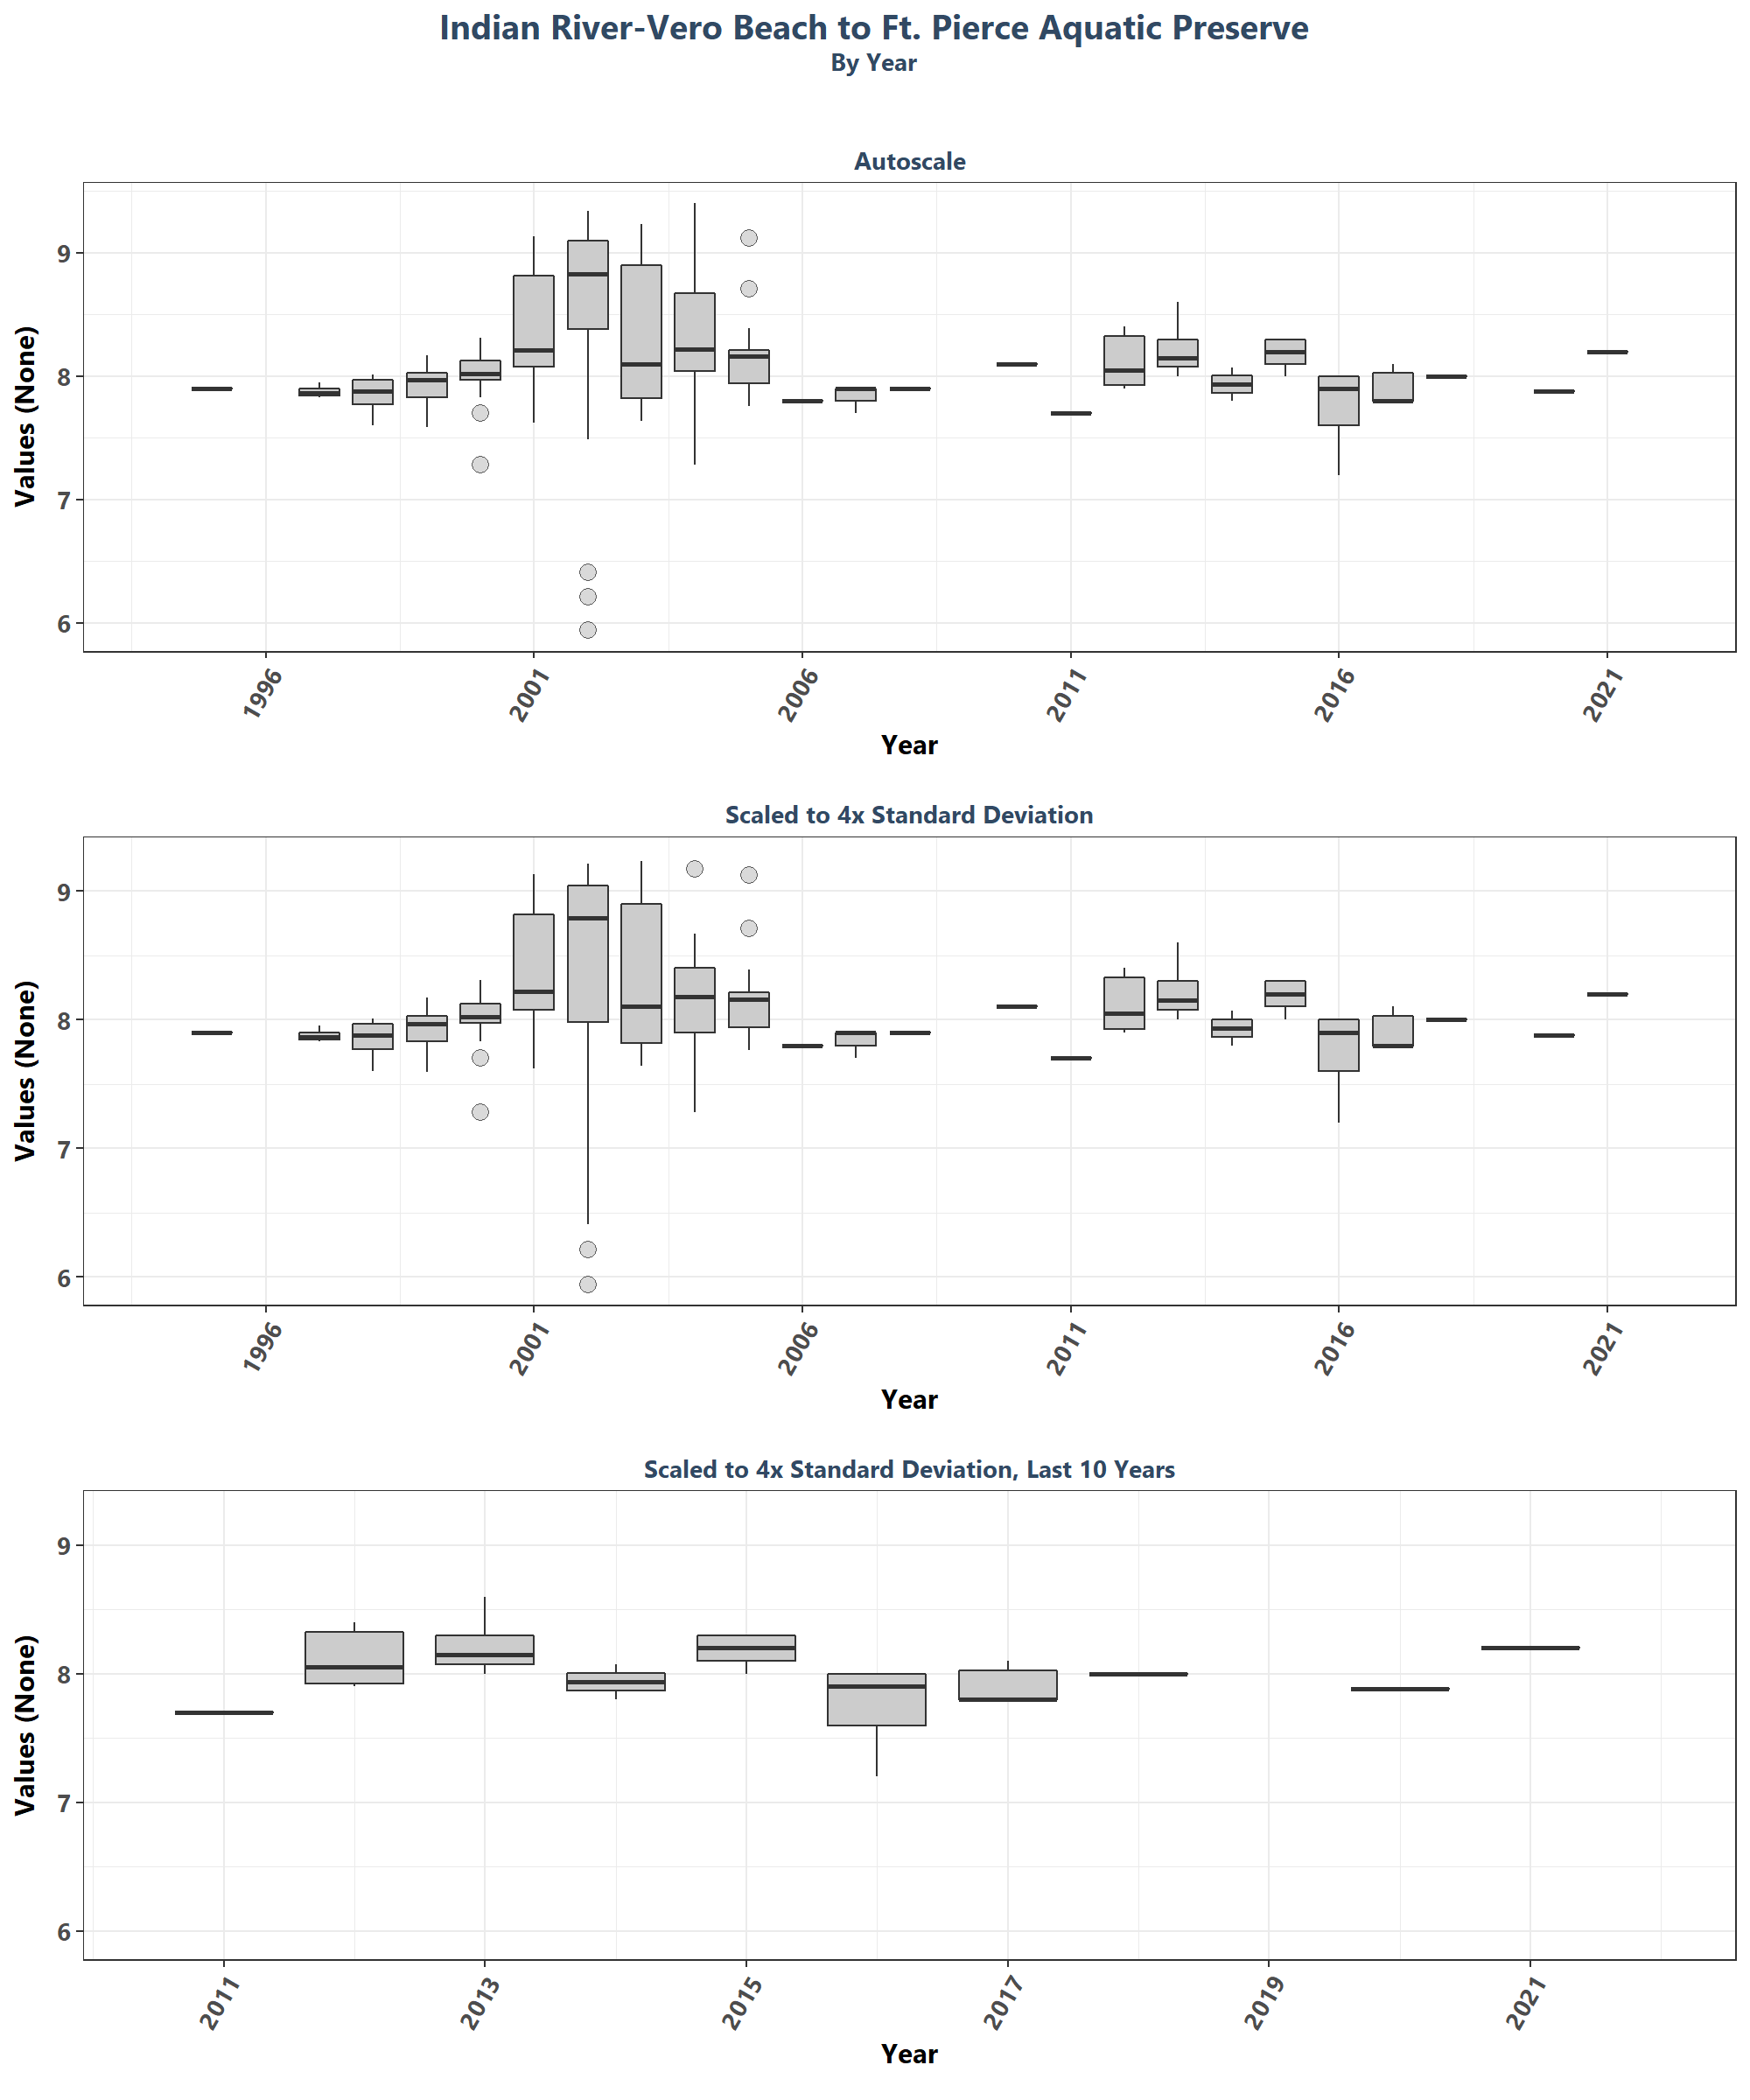 Indian River-Vero Beach to Ft. Pierce Aquatic Preserve
By Year
Autoscale
Values (None)
9
8
7
6
1996
2001
2006
2011
2016
2021
Year
Scaled to 4x Standard Deviation
Values (None)
9
8
7
6
1996
2001
2006
2011
2016
2021
Year
Scaled to 4x Standard Deviation, Last 10 Years
Values (None)
9
8
7
6
2011
2013
2015
2017
2019
2021
Year